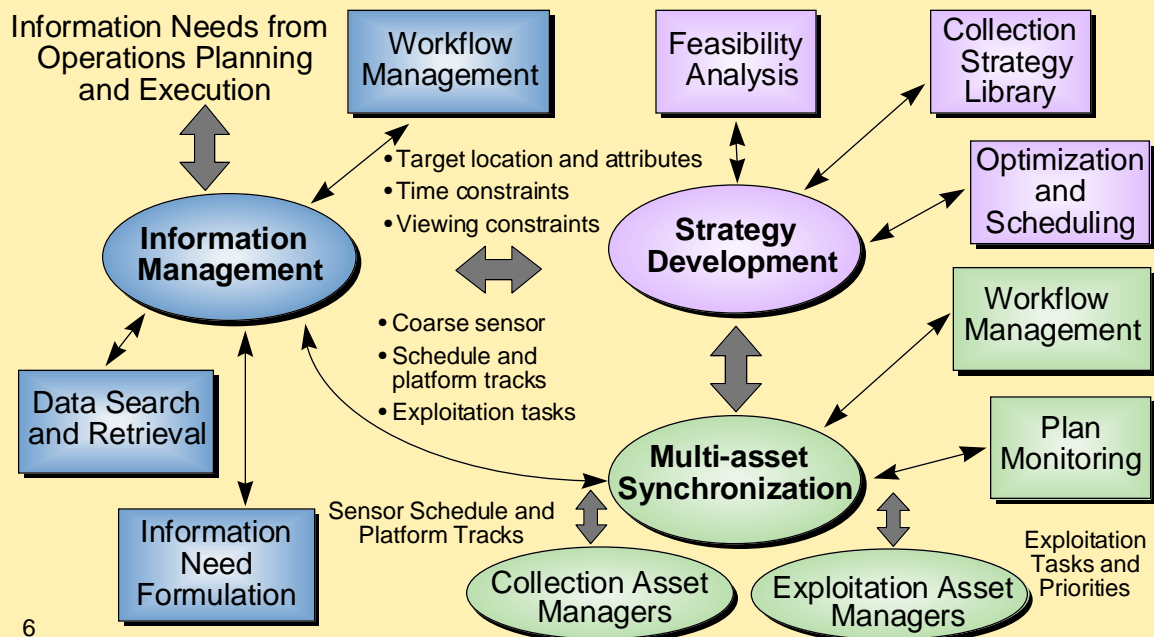 Information Needs from
Operations Planning
and Execution
Workflow
Management
Feasibility
Analysis
Collection
Strategy
Library
• Target location and attributes
• Time constraints
• Viewing constraints
Optimization
and
Scheduling
Information
Management
Strategy
Development
Workflow
Management
• Coarse sensor
• Schedule and
platform tracks
• Exploitation tasks
Data Search
and Retrieval
Plan
Monitoring
Multi-asset
Synchronization
Sensor Schedule and
Platform Tracks
Information
Need
Formulation
Collection Asset
Managers
Exploitation Asset
Managers
Exploitation
Tasks and
Priorities
6